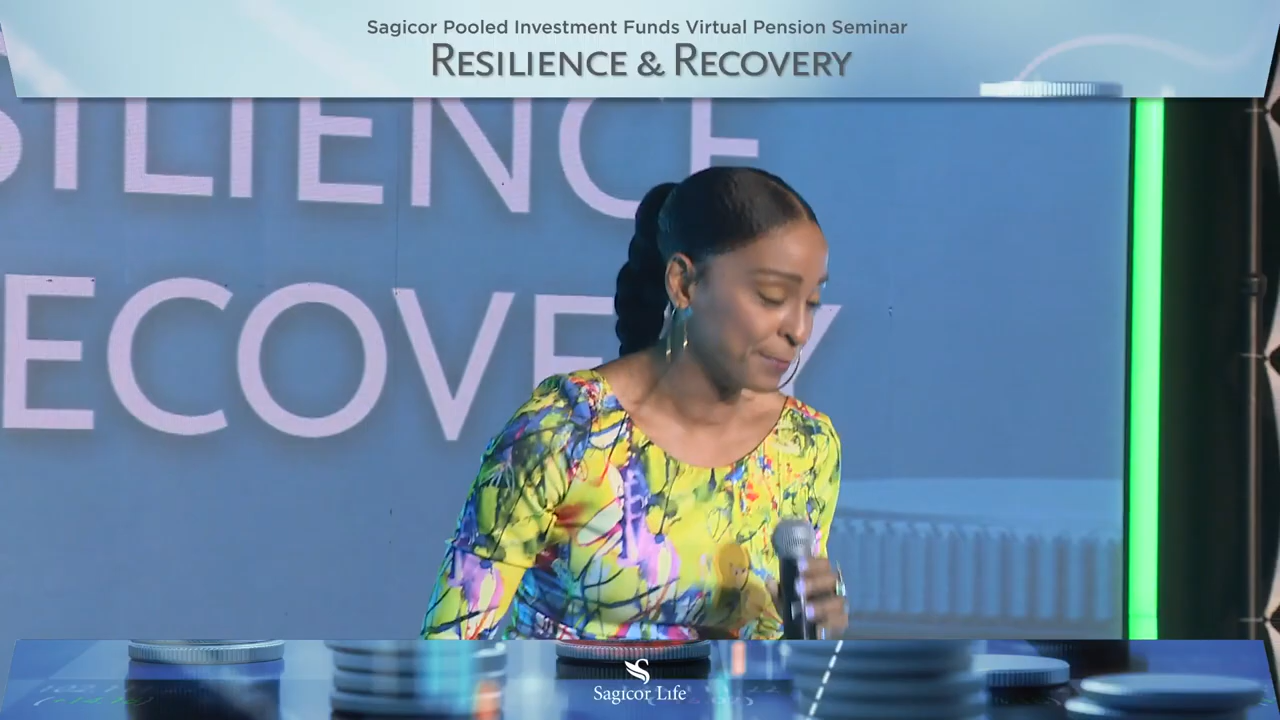 Sagicor Pooled Investment Funds Virtual Pension Seminar
RESILIENCE & RECOVERY
SILIENCE
ECOVE Y
Sagicor Life